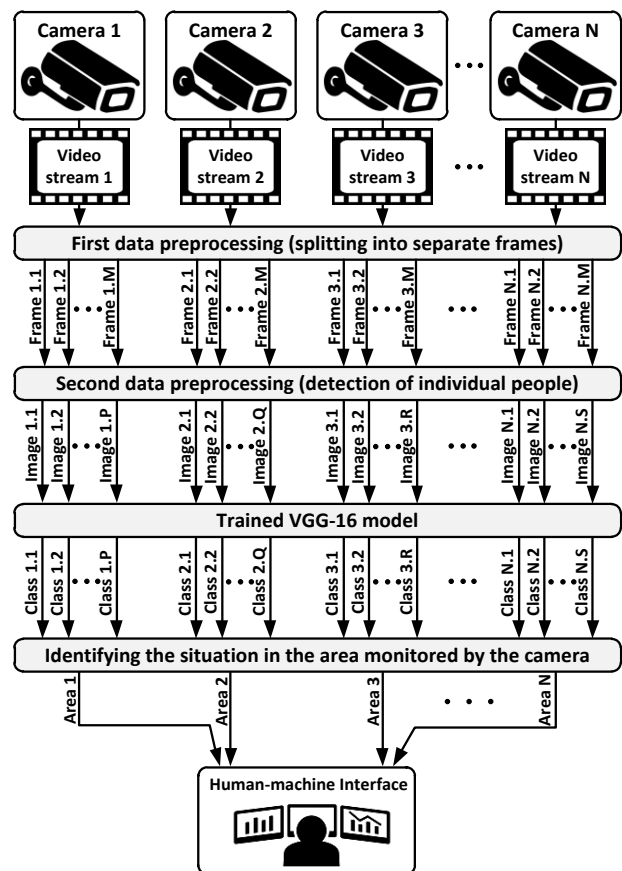 Camera 1
Camera 2
Camera 3
Camera N
Video
stream 1
Video
stream 2
Video
stream 3
Video
stream N
First data preprocessing (splitting into separate frames)
Frame 1.1
Frame 1.2
Frame 1.M
Frame 2.1
Frame 2.2
Frame 2.M
Frame 3.1
Frame 3.2
Frame 3.M
Frame N.1
Frame N.2
Frame N.M
Second data preprocessing (detection of individual people)
Image 1.1
Image 1.2
Image 1.P
Image 2.1
Image 2.2
Image 2.Q
Image 3.1
Image 3.2
Image 3.R
Image N.1
Image N.2
Image N.S
Trained VGG-16 model
Class 1.1
Class 1.2
Class 1.P
Class 2.1
Class 2.2
Class 2.Q
Class 3.1
Class 3.2
Class 3.R
Class N.1
Class N.2
Class N.S
Identifying the situation in the area monitored by the camera
Area 1
Area 2
Area 3
Area N
Human-machine Interface